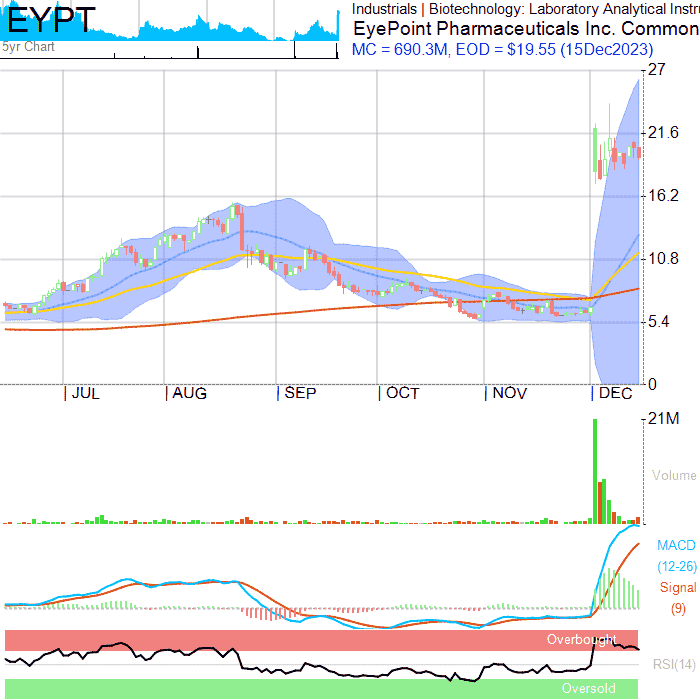 EYPT
5yr Chart
Industrials | Biotechnology: Laboratory Analytical Instru
EyePoint Pharmaceuticals Inc. Common
MC = 690.3M, EOD = $19.55 (15Dec2023)
27
21.6
16.2
10.8
5.4
0
JUL AUG SEP OCT NOV DEC
21M
Volume
MACD
(12-26)
Signal
(9)
Overbought
RSI(14)
Oversold